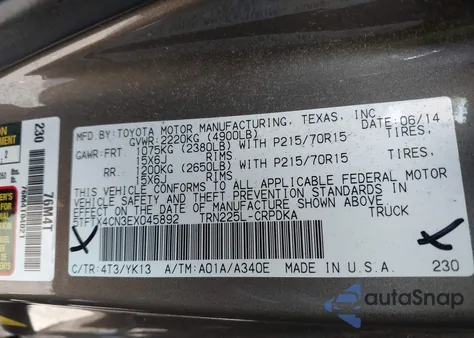 MFD.BY:TOYOTA MOTOR MANUFACTURING, TEXAS, INC.
GVWR:2220KG (4900LB) 06/14
GAWR:FRT. 1075KG (2380LB) WITH P215/70R15 TIRES,
15X6J RIMS
RR. 1200KG (2650LB) WITH P215/70R15 TIRES,
15X6J RIMS
THIS VEHICLE CONFORMS TO ALL APPLICABLE FEDERAL MOTOR
VEHICLE SAFETY AND THEFT PREVENTION STANDARDS IN
EFFECT ON THE DATE OF MANUFACTURE SHOWN ABOVE.
5TFTX4CN3EX045892 TRN225L-CRPDKA TRUCK
C/TR: 4T3/YK13 A/TM: A01A/A340E MADE IN U.S.A. 230
230
76M4T
2
autoSnap